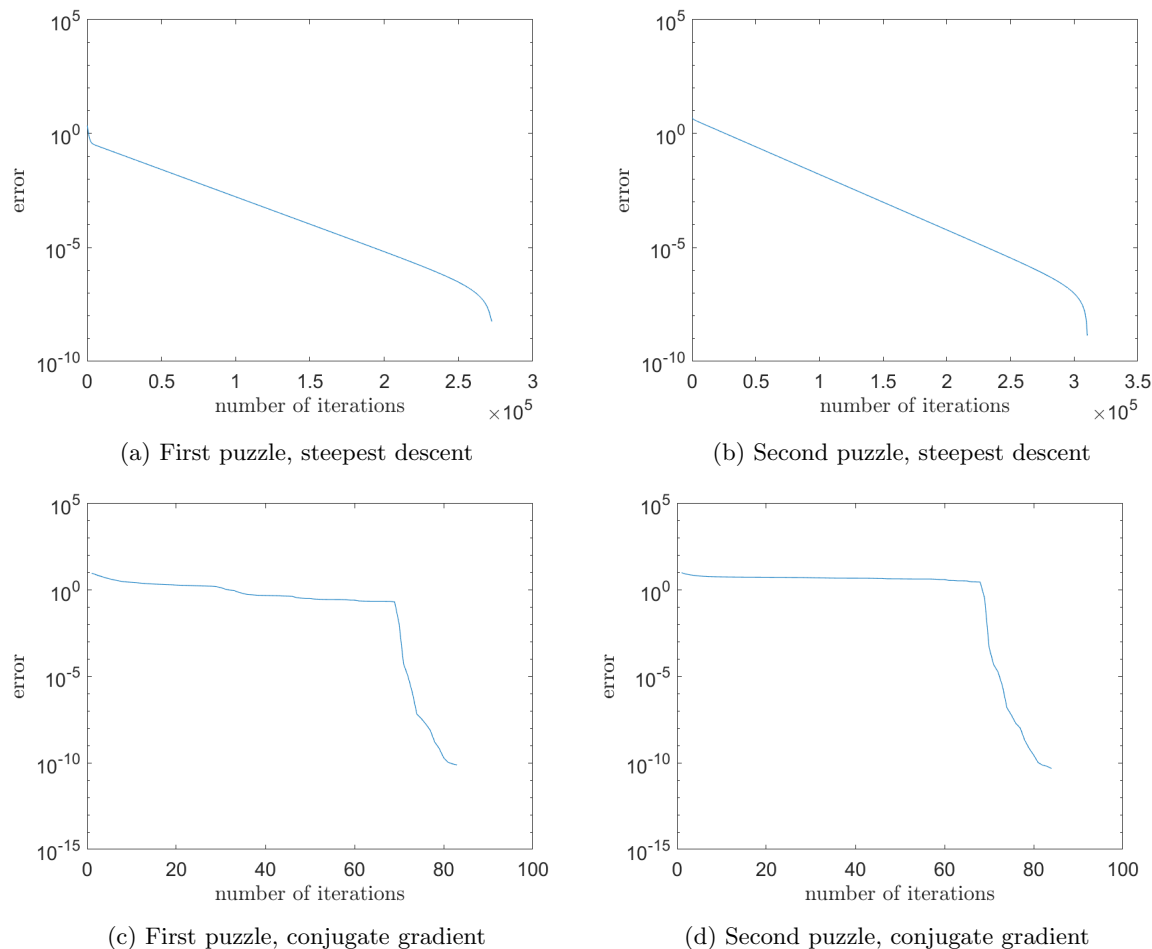 10^5
10^0
10^-5
10^-10
error
0 0.5 1 1.5 2 2.5 3
number of iterations
×10^5
(a) First puzzle, steepest descent
10^5
10^0
10^-5
10^-10
error
0 0.5 1 1.5 2 2.5 3 3.5
number of iterations
×10^5
(b) Second puzzle, steepest descent
10^5
10^0
10^-5
10^-10
10^-15
error
0 20 40 60 80 100
number of iterations
(c) First puzzle, conjugate gradient
10^5
10^0
10^-5
10^-10
10^-15
error
0 20 40 60 80 100
number of iterations
(d) Second puzzle, conjugate gradient